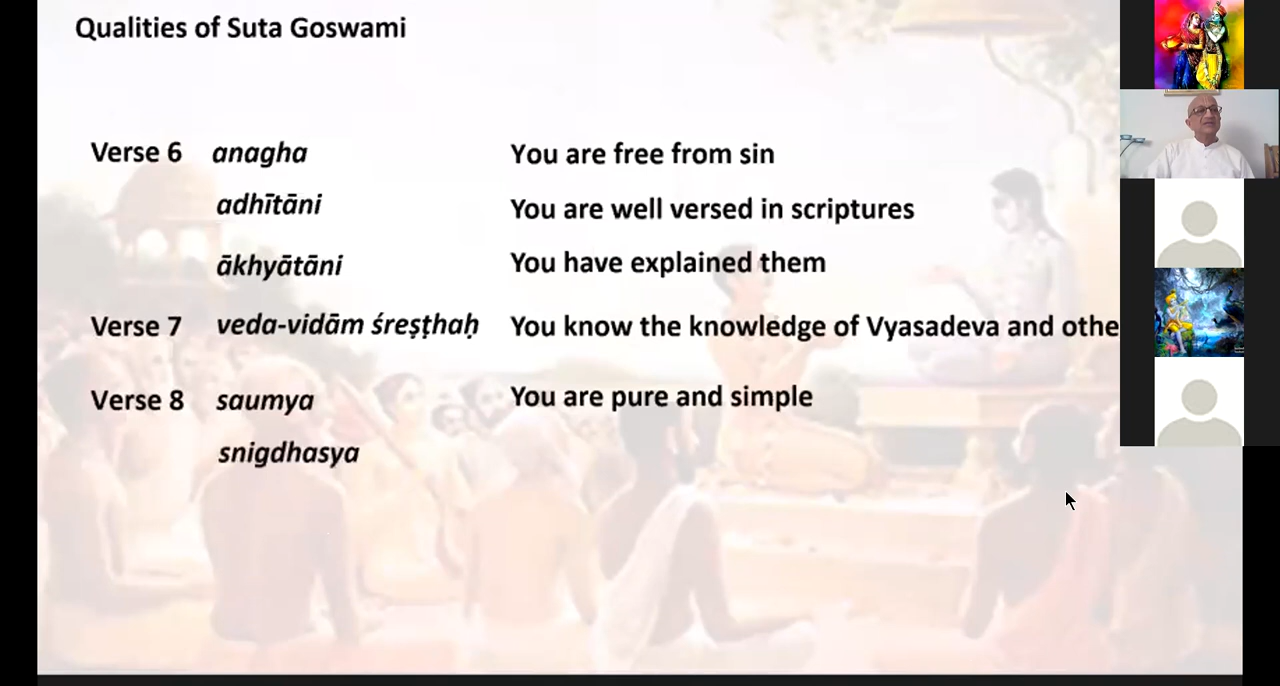 Qualities of Suta Goswami
Verse 6 anagha You are free from sin
adhītāni You are well versed in scriptures
ākhyātāni You have explained them
Verse 7 veda-vidām śreṣṭhaḥ You know the knowledge of Vyasadeva and othe
Verse 8 saumya You are pure and simple
snigdhasya